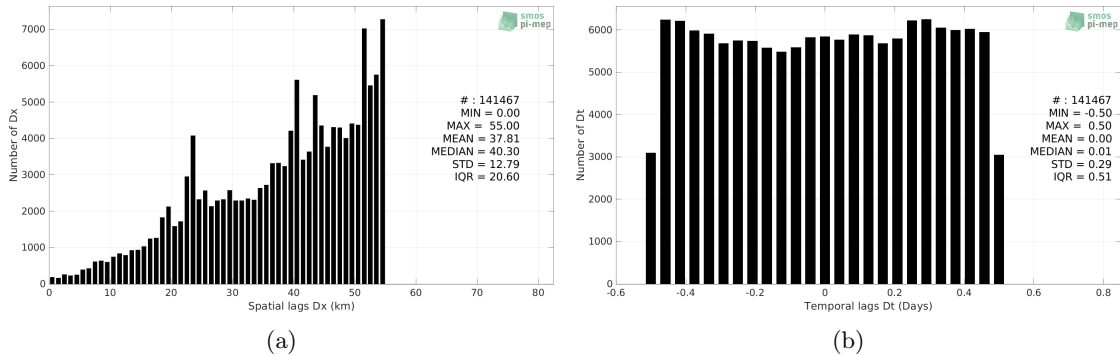 7000
6000
5000
4000
3000
2000
1000
0
Number of Dx
smos
pi-mep
# : 141467
MIN = 0.00
MAX = 55.00
MEAN = 37.81
MEDIAN = 40.30
STD = 12.79
IQR = 20.60
0 10 20 30 40 50 60 70 80
Spatial lags Dx (km)
(a)
6000
5000
4000
3000
2000
1000
0
Number of Dt
smos
pi-mep
# : 141467
MIN = -0.50
MAX = 0.50
MEAN = 0.00
MEDIAN = 0.01
STD = 0.29
IQR = 0.51
-0.6 -0.4 -0.2 0 0.2 0.4 0.6 0.8
Temporal lags Dt (Days)
(b)